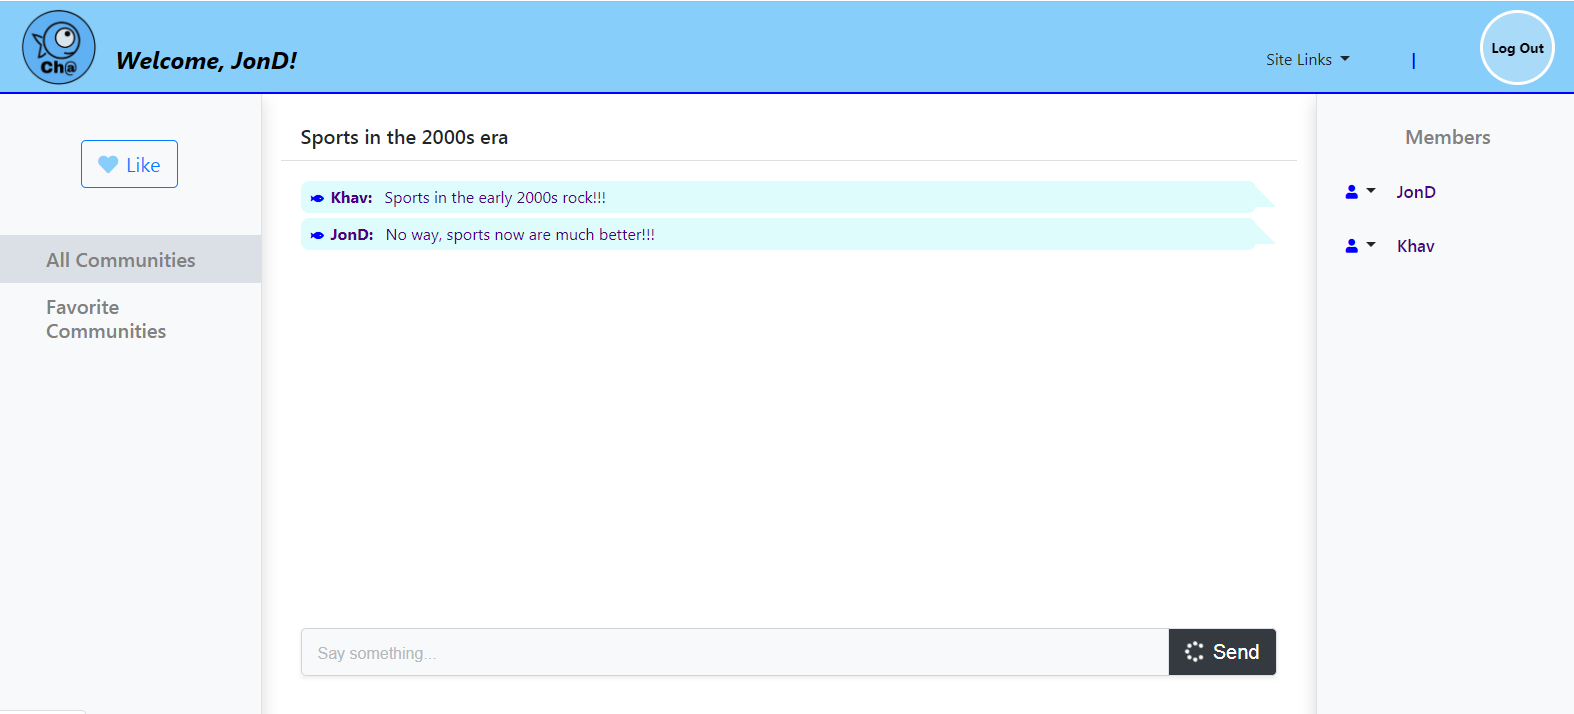 Ch@
Welcome, JonD!
Site Links
|
Log Out
Like
All Communities
Favorite
Communities
Sports in the 2000s era
Khav: Sports in the early 2000s rock!!!
JonD: No way, sports now are much better!!!
Say something...
Send
Members
JonD
Khav